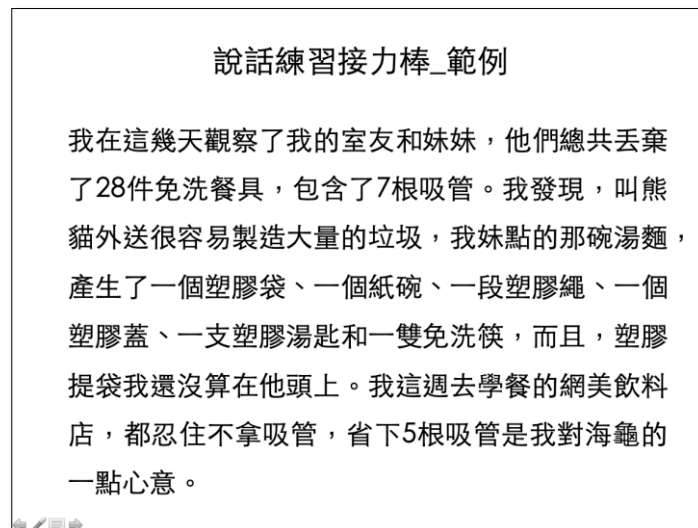 說話練習接力棒_範例
我在這幾天觀察了我的室友和妹妹，他們總共丟棄
了28件免洗餐具，包含了7根吸管。我發現，叫熊
貓外送很容易製造大量的垃圾，我妹點的那碗湯麵，
產生了一個塑膠袋、一個紙碗、一段塑膠繩、一個
塑膠蓋、一支塑膠湯匙和一雙免洗筷，而且，塑膠
提袋我還沒算在他頭上。我這週去學餐的網美飲料
店，都忍住不拿吸管，省下5根吸管是我對海龜的
一點心意。